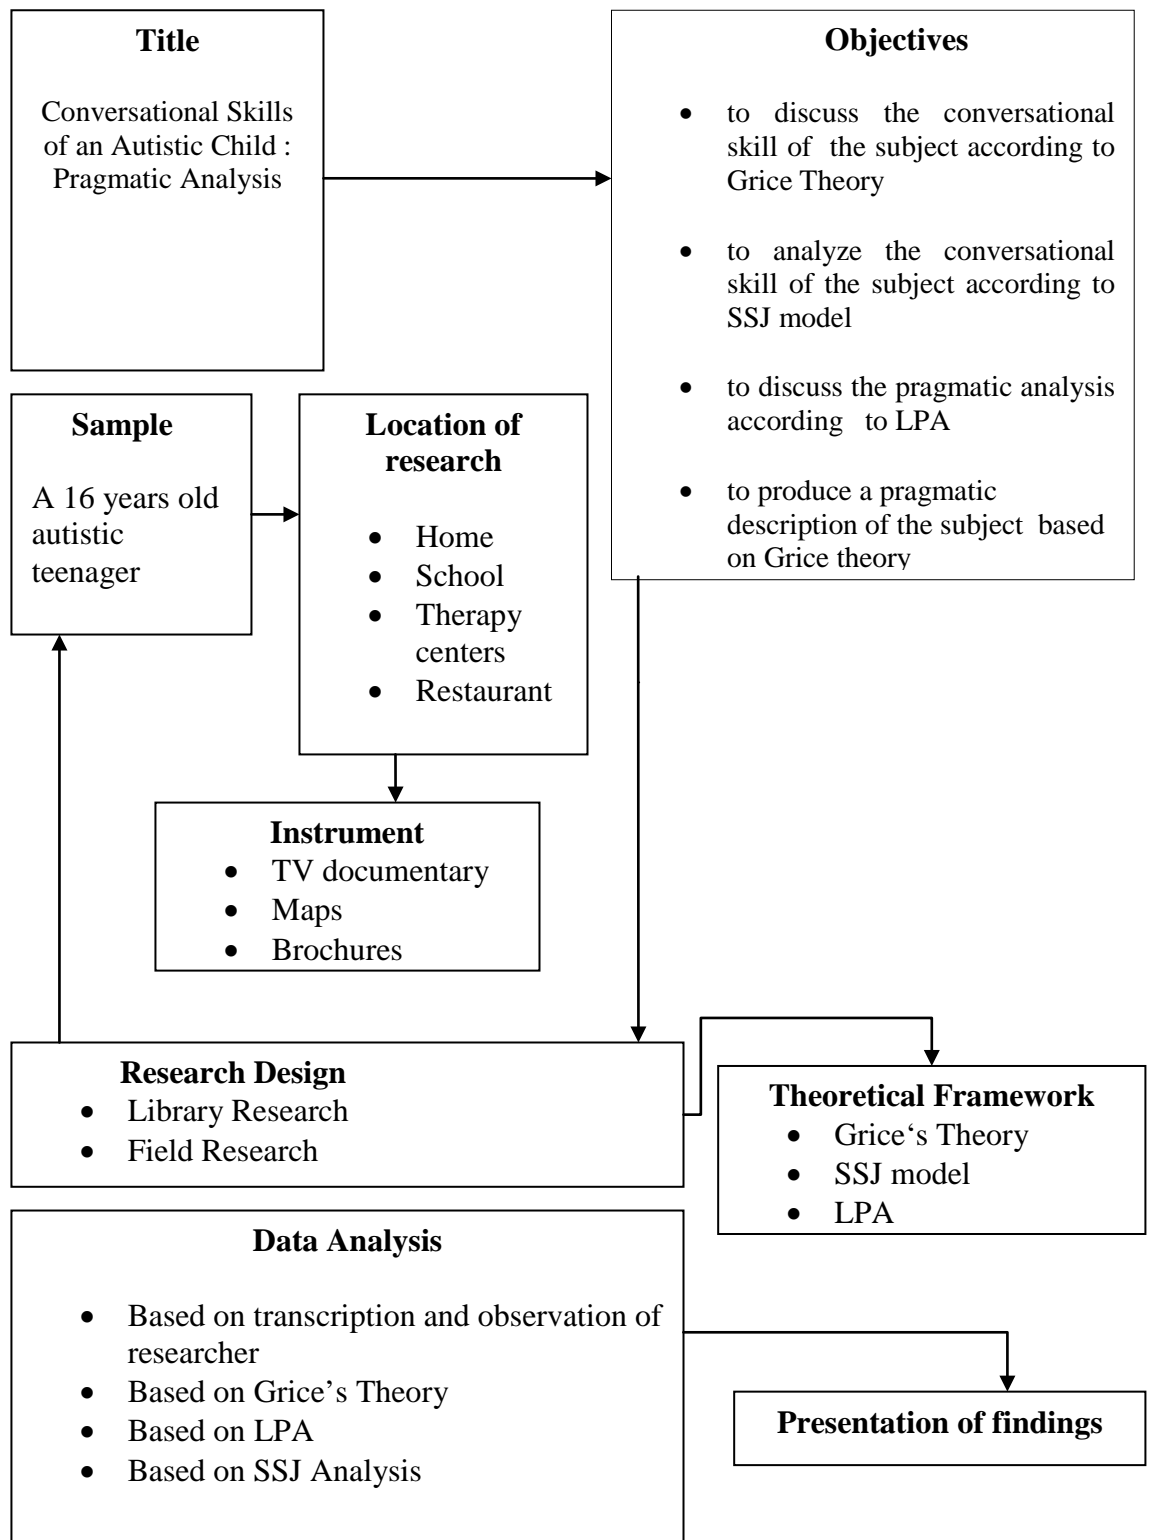 Title
Conversational Skills
of an Autistic Child :
Pragmatic Analysis
Objectives
• to discuss the conversational
skill of the subject according to
Grice Theory
• to analyze the conversational
skill of the subject according to
SSJ model
• to discuss the pragmatic analysis
according to LPA
• to produce a pragmatic
description of the subject based
on Grice theory
Sample
A 16 years old
autistic
teenager
Location of
research
• Home
• School
• Therapy
centers
• Restaurant
Instrument
• TV documentary
• Maps
• Brochures
Research Design
• Library Research
• Field Research
Theoretical Framework
• Grice‘s Theory
• SSJ model
• LPA
Data Analysis
• Based on transcription and observation of
researcher
• Based on Grice’s Theory
• Based on LPA
• Based on SSJ Analysis
Presentation of findings